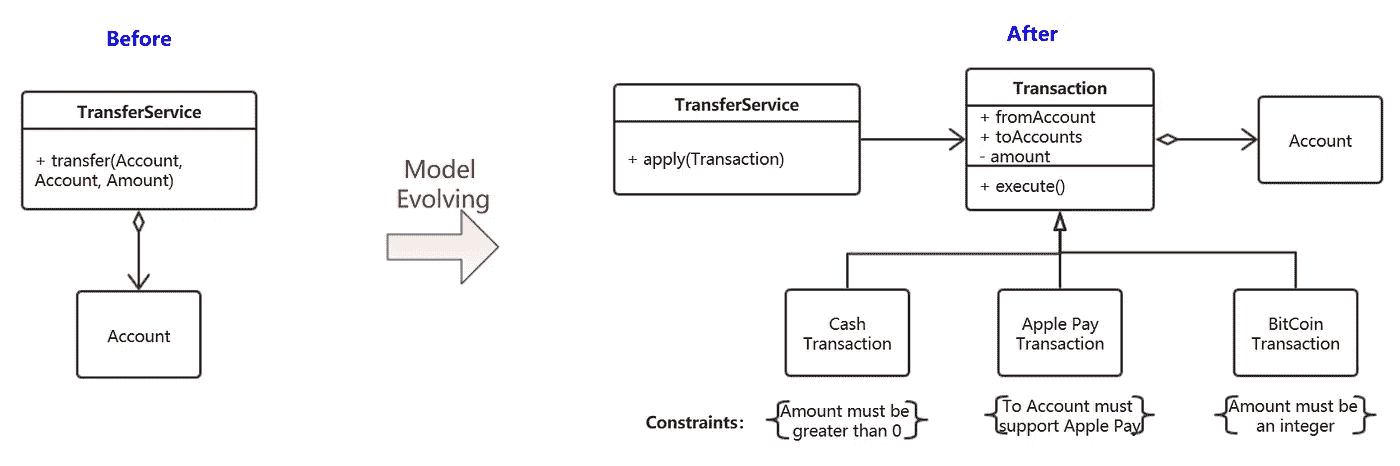 Before
TransferService
+ transfer(Account,
Account, Amount)
Account
Model
Evolving
After
TransferService
+ apply(Transaction)
Transaction
+ fromAccount
+ toAccounts
- amount
+ execute()
Account
Cash
Transaction
Apple Pay
Transaction
BitCoin
Transaction
Constraints:
{Amount must be
greater than 0}
{To Account must
support Apple Pay}
{Amount must be
an integer}